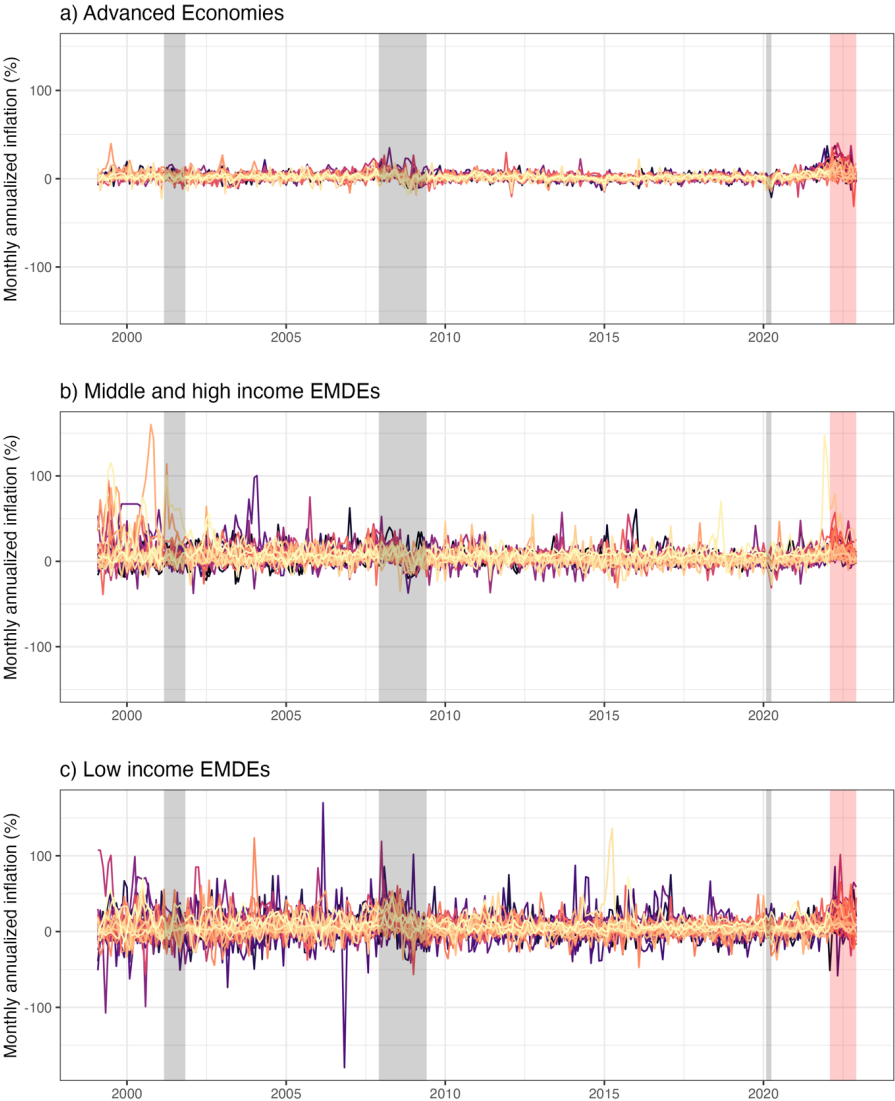 a) Advanced Economies
Monthly annualized inflation (%)
100
0
-100
2000 2005 2010 2015 2020
b) Middle and high income EMDEs
Monthly annualized inflation (%)
100
0
-100
2000 2005 2010 2015 2020
c) Low income EMDEs
Monthly annualized inflation (%)
100
0
-100
2000 2005 2010 2015 2020